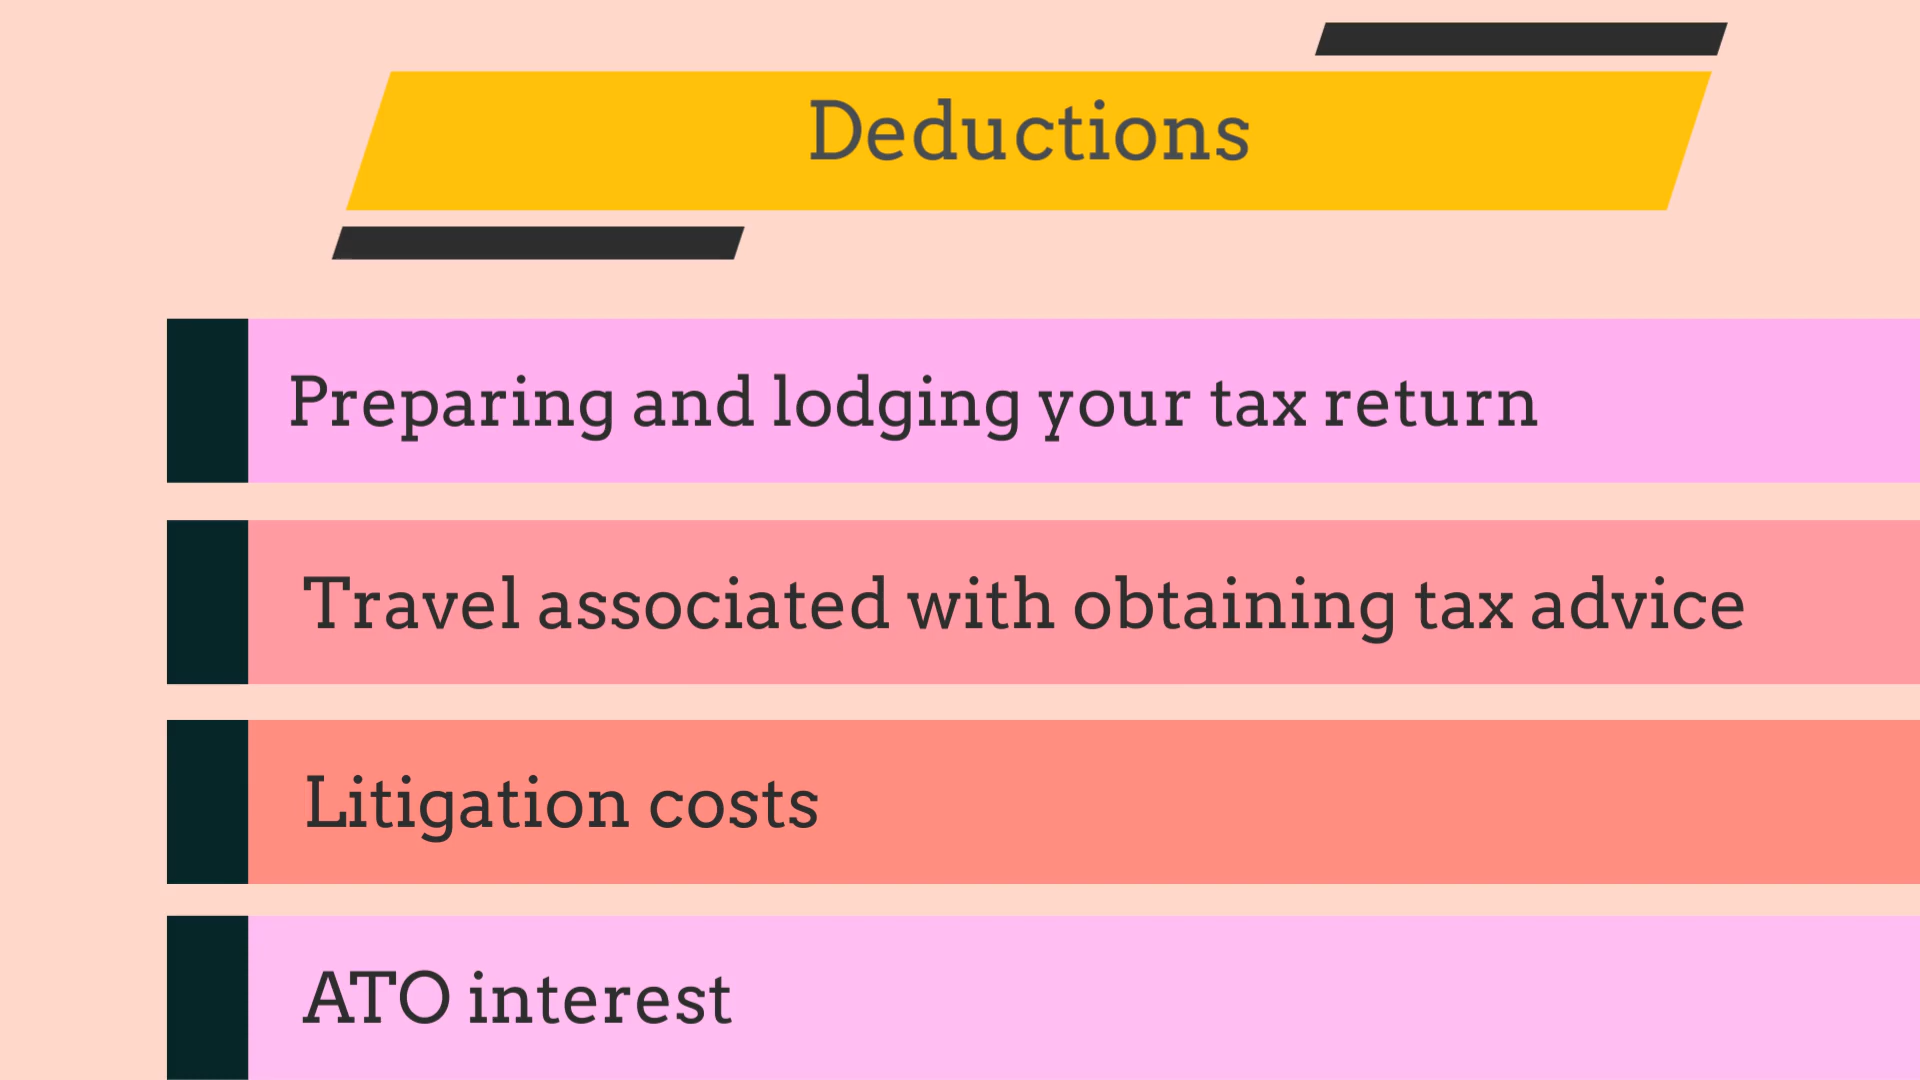 Deductions
Preparing and lodging your tax return
Travel associated with obtaining tax advice
Litigation costs
ATO interest